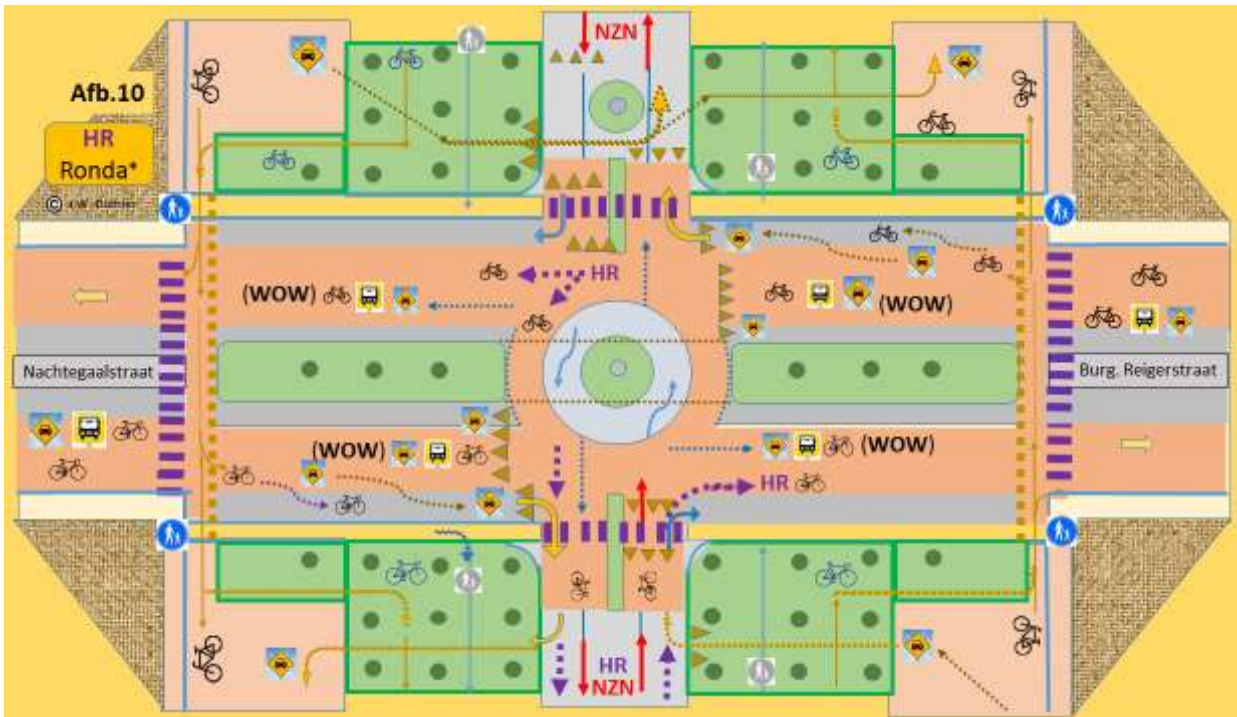 NZN
Afb.10
HR
Ronda*
©
HR
(WOW)
(WOW)
Nachtegaalstraat
Burg. Reigerstraat
(WOW)
(WOW)
HR
HR
NZN